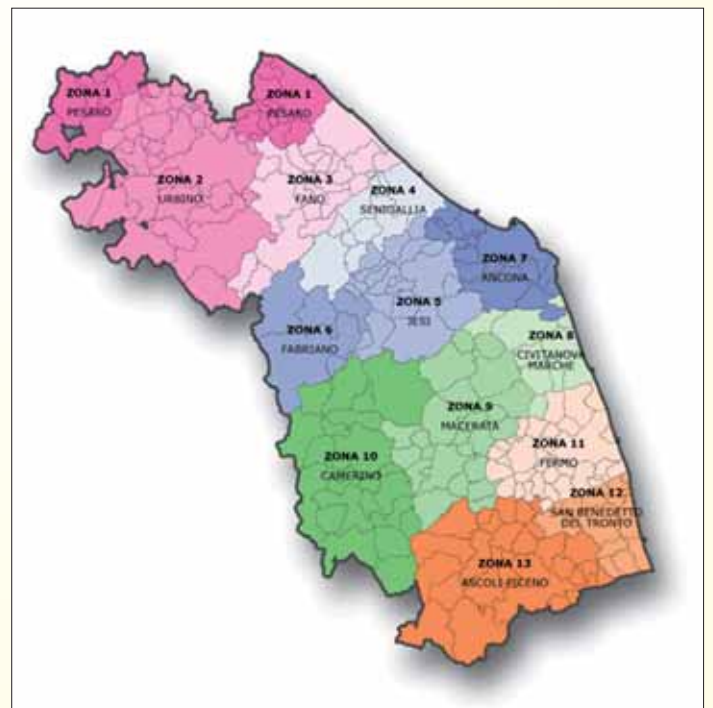 ZONA 1
PESARO
ZONA 1
PESARO
ZONA 2
URBINO
ZONA 3
FANO
ZONA 4
SENIGALLIA
ZONA 7
ANCONA
ZONA 5
JESI
ZONA 6
FABRIANO
ZONA 8
CIVITANOVA
MARCHE
ZONA 9
MACERATA
ZONA 10
CAMERINO
ZONA 11
FERMO
ZONA 12
SAN BENEDETTO
DEL TRONTO
ZONA 13
ASCOLI PICENO